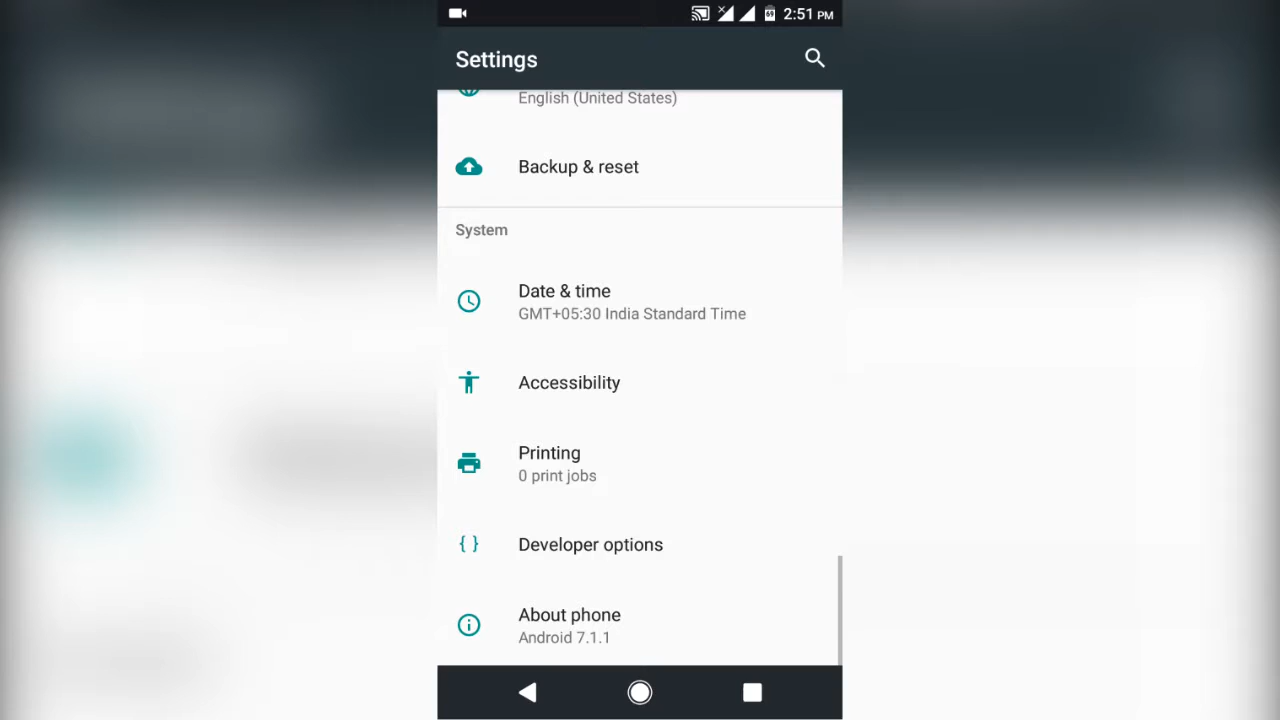 2:51 PM
Settings
English (United States)
Backup & reset
System
Date & time
GMT+05:30 India Standard Time
Accessibility
Printing
0 print jobs
{ } Developer options
About phone
Android 7.1.1